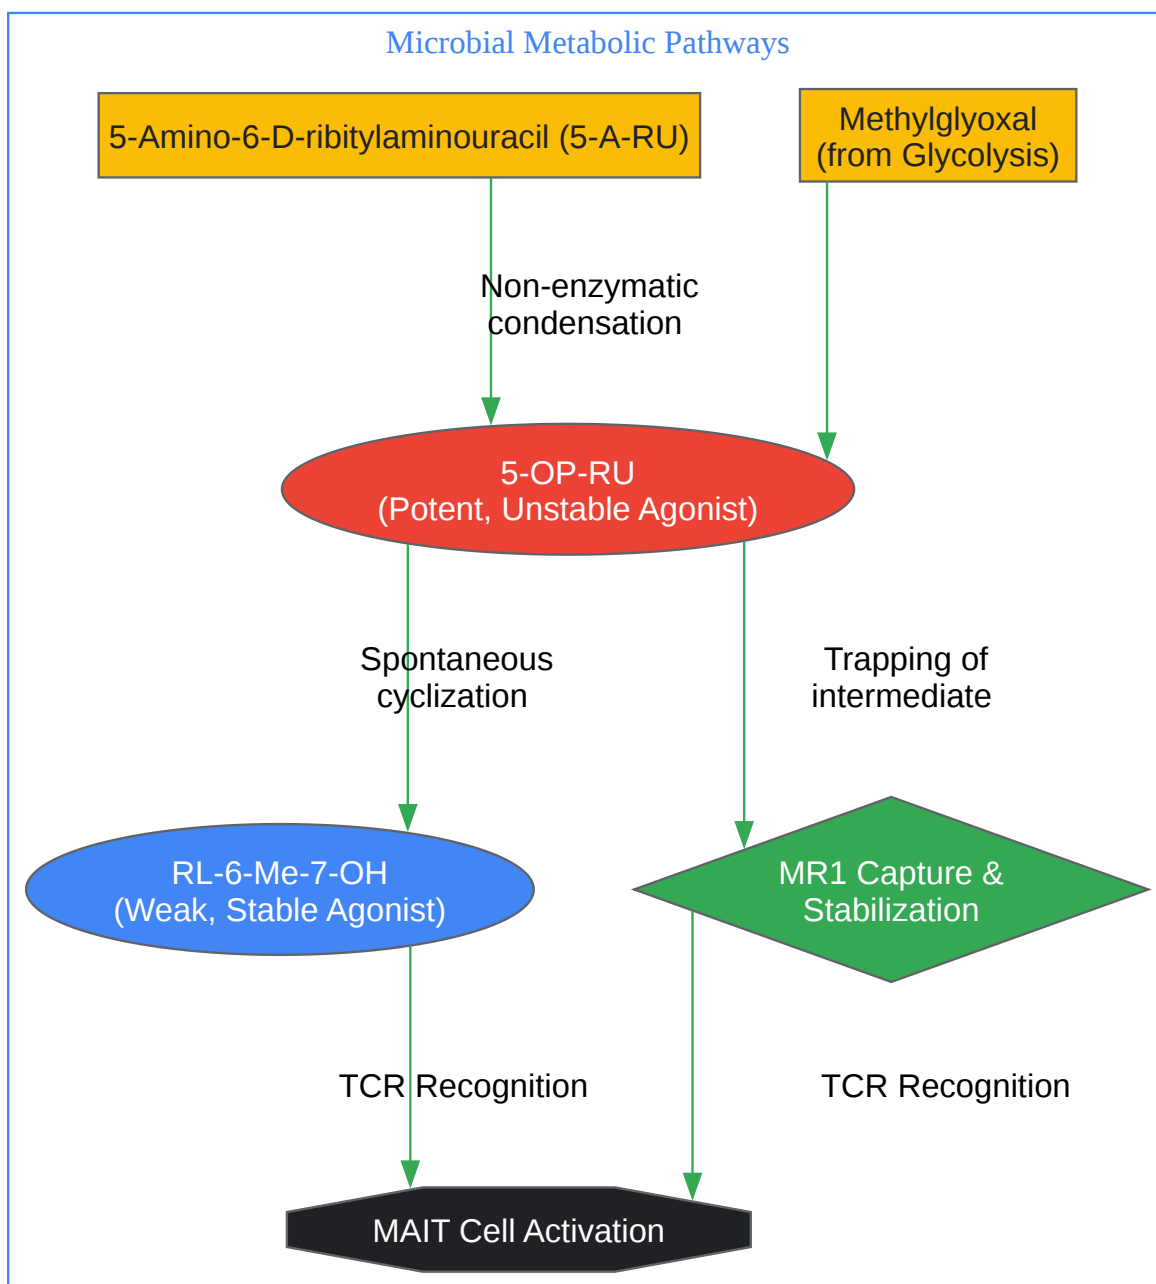 Microbial Metabolic Pathways
5-Amino-6-D-ribitylaminouracil (5-A-RU)
Methylglyoxal
(from Glycolysis)
Non-enzymatic
condensation
5-OP-RU
(Potent, Unstable Agonist)
Spontaneous
cyclization
Trapping of
intermediate
RL-6-Me-7-OH
(Weak, Stable Agonist)
MR1 Capture &
Stabilization
TCR Recognition
TCR Recognition
MAIT Cell Activation